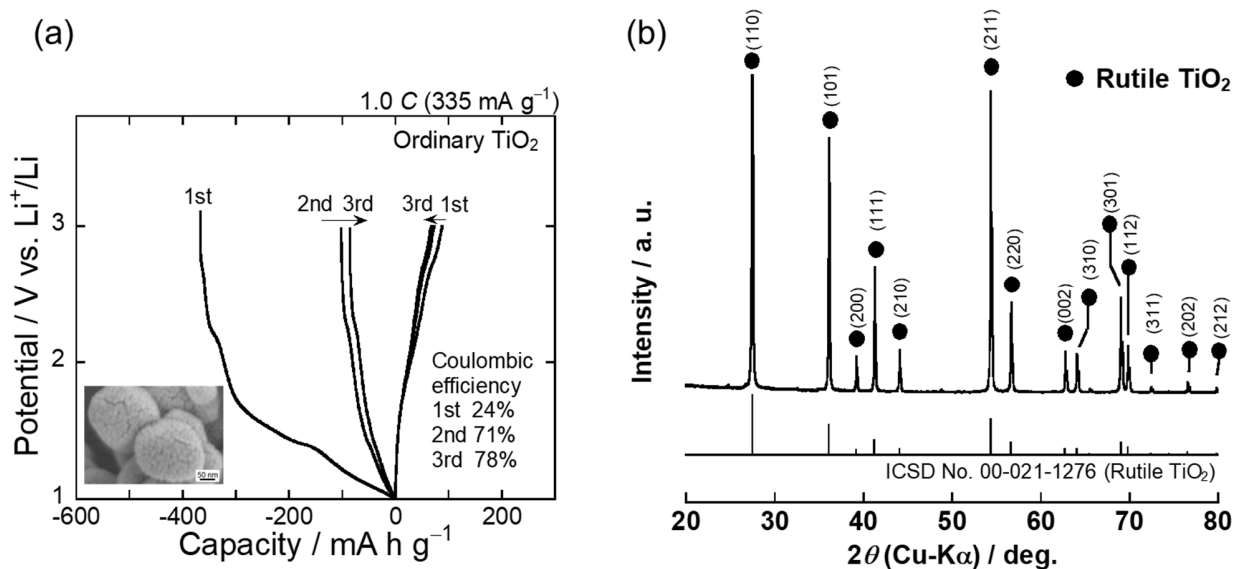 (a)
1.0 C (335 mA g⁻¹)
Ordinary TiO₂
1st
2nd 3rd
3rd 1st
Coulombic
efficiency
1st 24%
2nd 71%
3rd 78%
50 nm
Potential / V vs. Li⁺/Li
3
2
1
-600 -400 -200 0 200
Capacity / mA h g⁻¹
(b)
Rutile TiO₂
(110)
(101)
(200)
(111)
(210)
(211)
(220)
(002)
(310)
(301)
(112)
(311)
(202)
(212)
Intensity / a. u.
ICSD No. 00-021-1276 (Rutile TiO₂)
20 30 40 50 60 70 80
2θ (Cu-Kα) / deg.